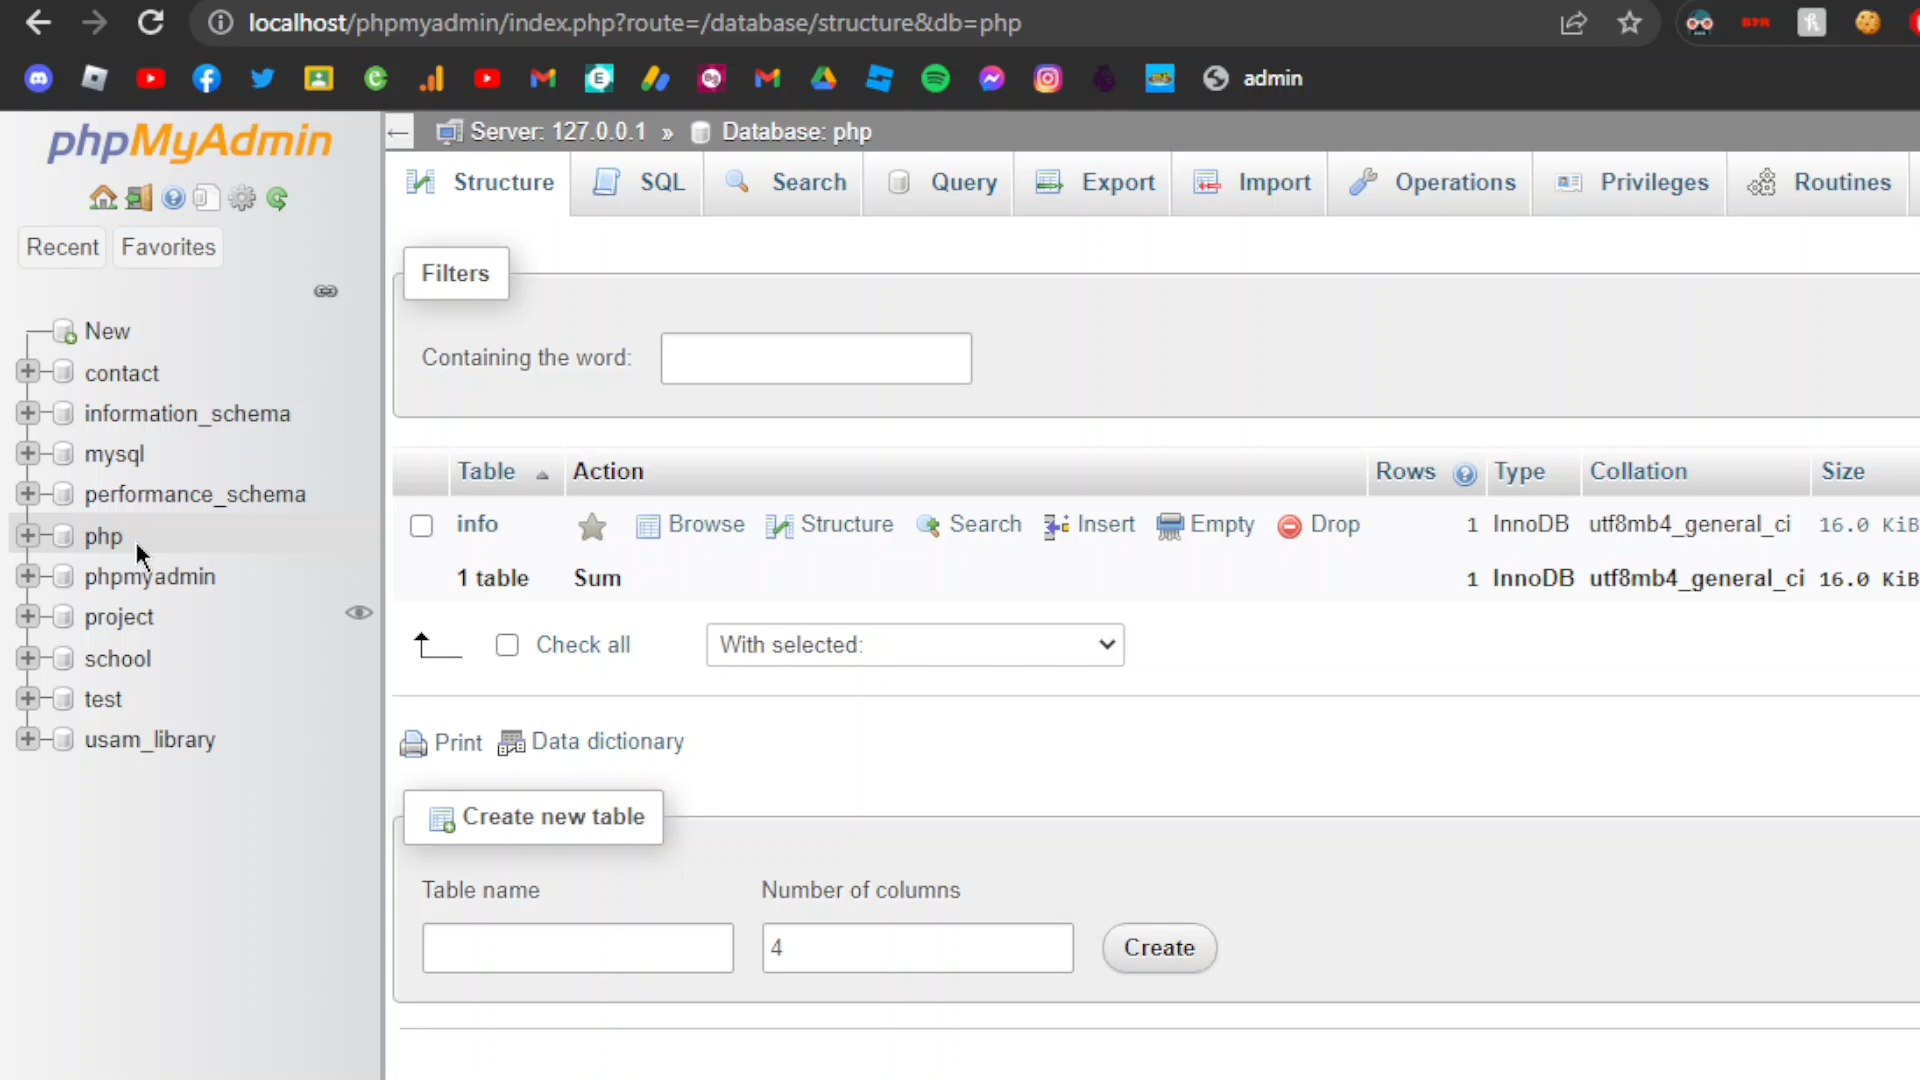 localhost/phpmyadmin/index.php?route=/database/structure&db=php
admin
phpMyAdmin
Server: 127.0.0.1 » Database: php
Structure SQL Search Query Export Import Operations Privileges Routines
Recent Favorites
Filters
Containing the word:
New
contact
information_schema
mysql
performance_schema
php
phpmyadmin
project
school
test
usam_library
Table Action Rows Type Collation Size
info Browse Structure Search Insert Empty Drop 1 InnoDB utf8mb4_general_ci 16.0 KiB
1 table Sum 1 InnoDB utf8mb4_general_ci 16.0 KiB
Check all With selected:
Print Data dictionary
Create new table
Table name Number of columns
4 Create